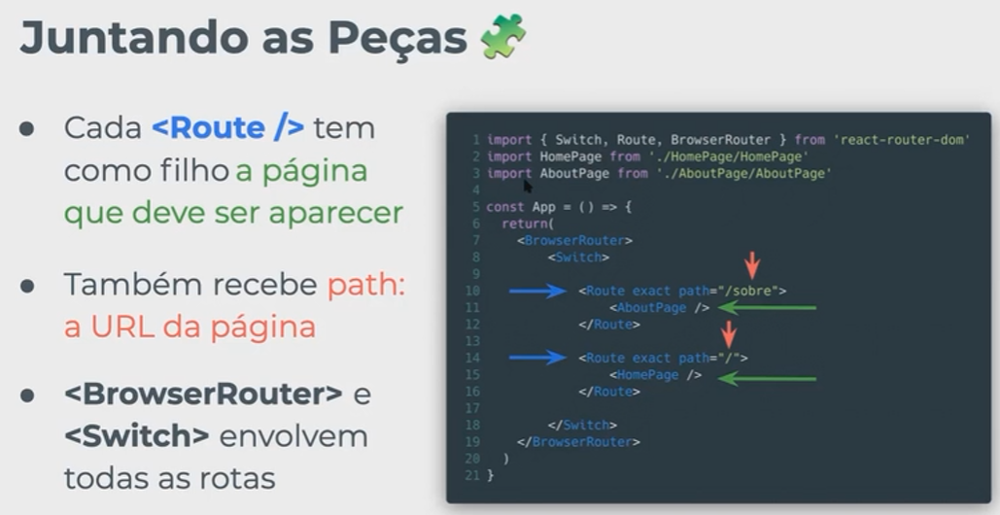 Juntando as Peças
Cada <Route /> tem
como filho a página
que deve ser aparecer
Também recebe path:
a URL da página
<BrowserRouter> e
<Switch> envolvem
todas as rotas
1 import { Switch, Route, BrowserRouter } from 'react-router-dom'
2 import HomePage from './HomePage/HomePage'
3 import AboutPage from './AboutPage/AboutPage'
4
5 const App = () => {
6 return(
7 <BrowserRouter>
8 <Switch>
9
10 <Route exact path="/sobre">
11 <AboutPage />
12 </Route>
13
14 <Route exact path="/">
15 <HomePage />
16 </Route>
17
18 </Switch>
19 </BrowserRouter>
20 )
21 }